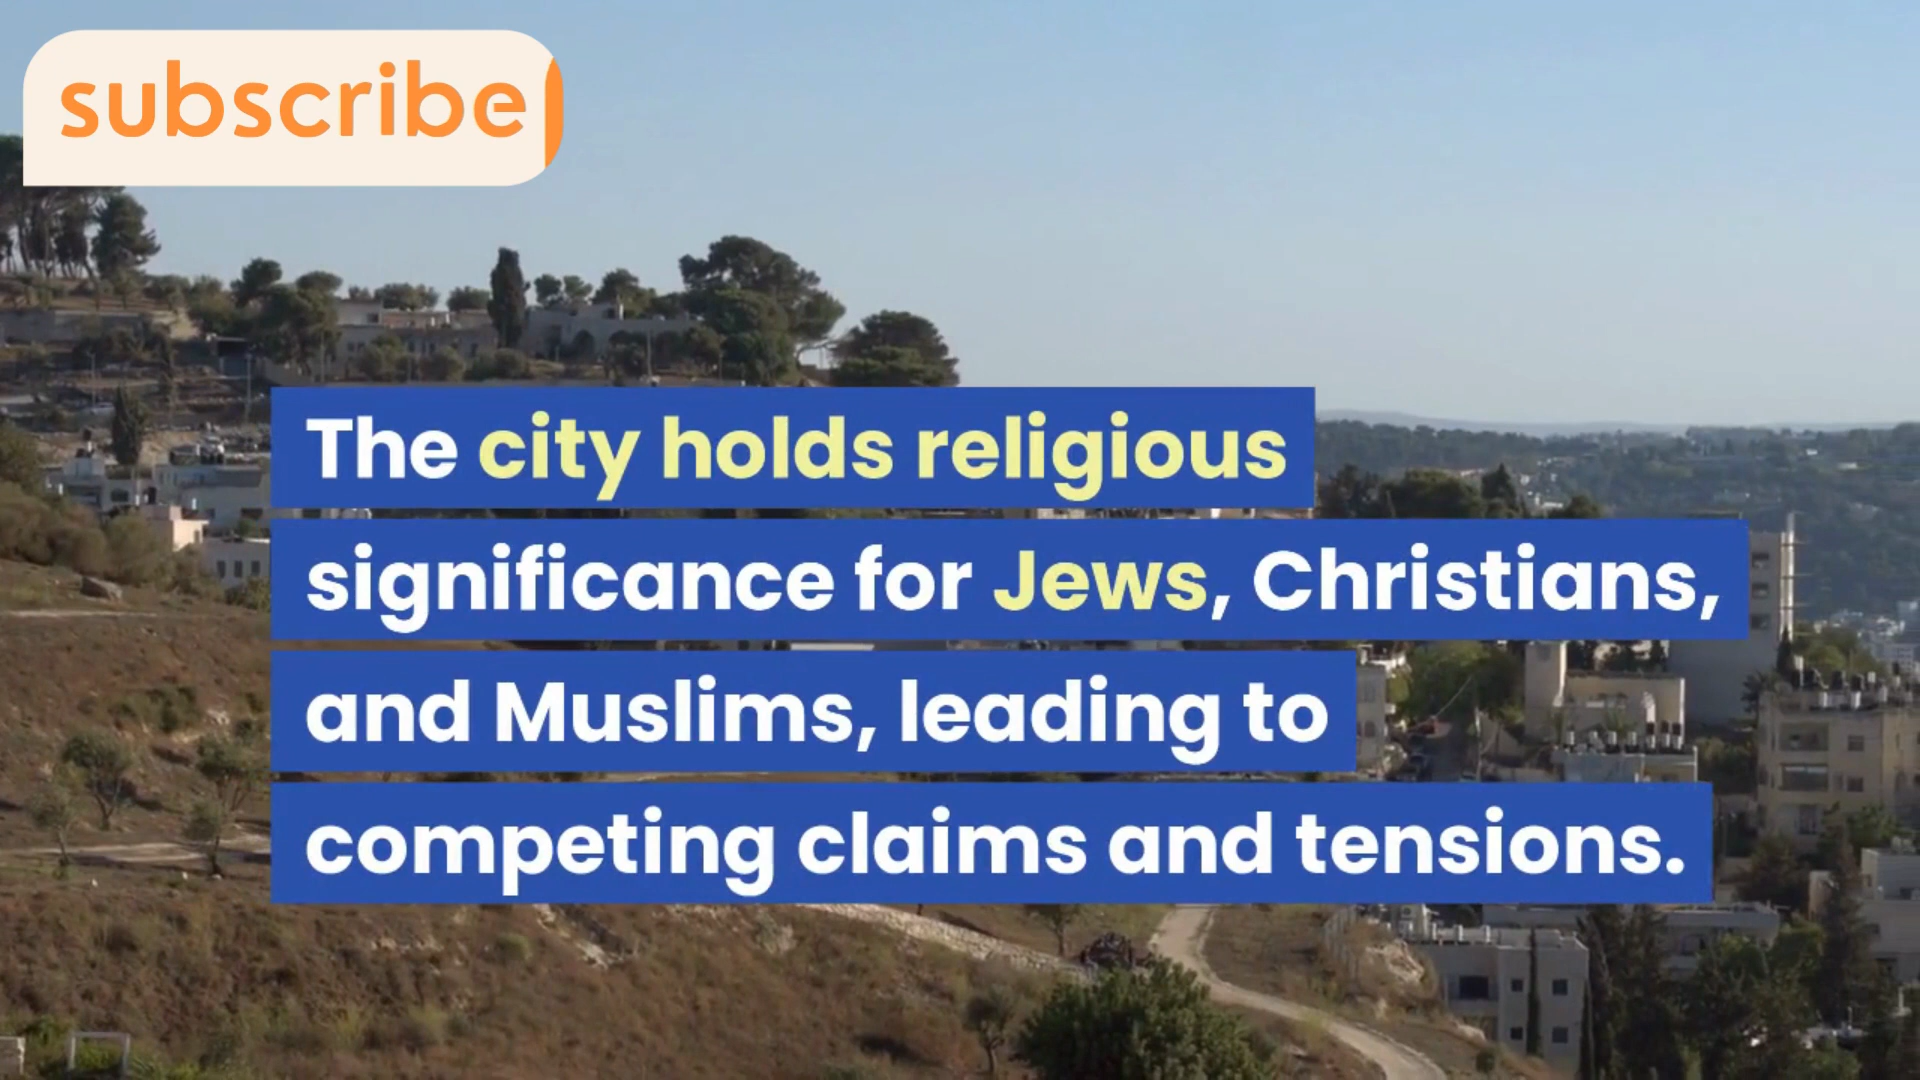 subscribe
The city holds religious
significance for Jews, Christians,
and Muslims, leading to
competing claims and tensions.